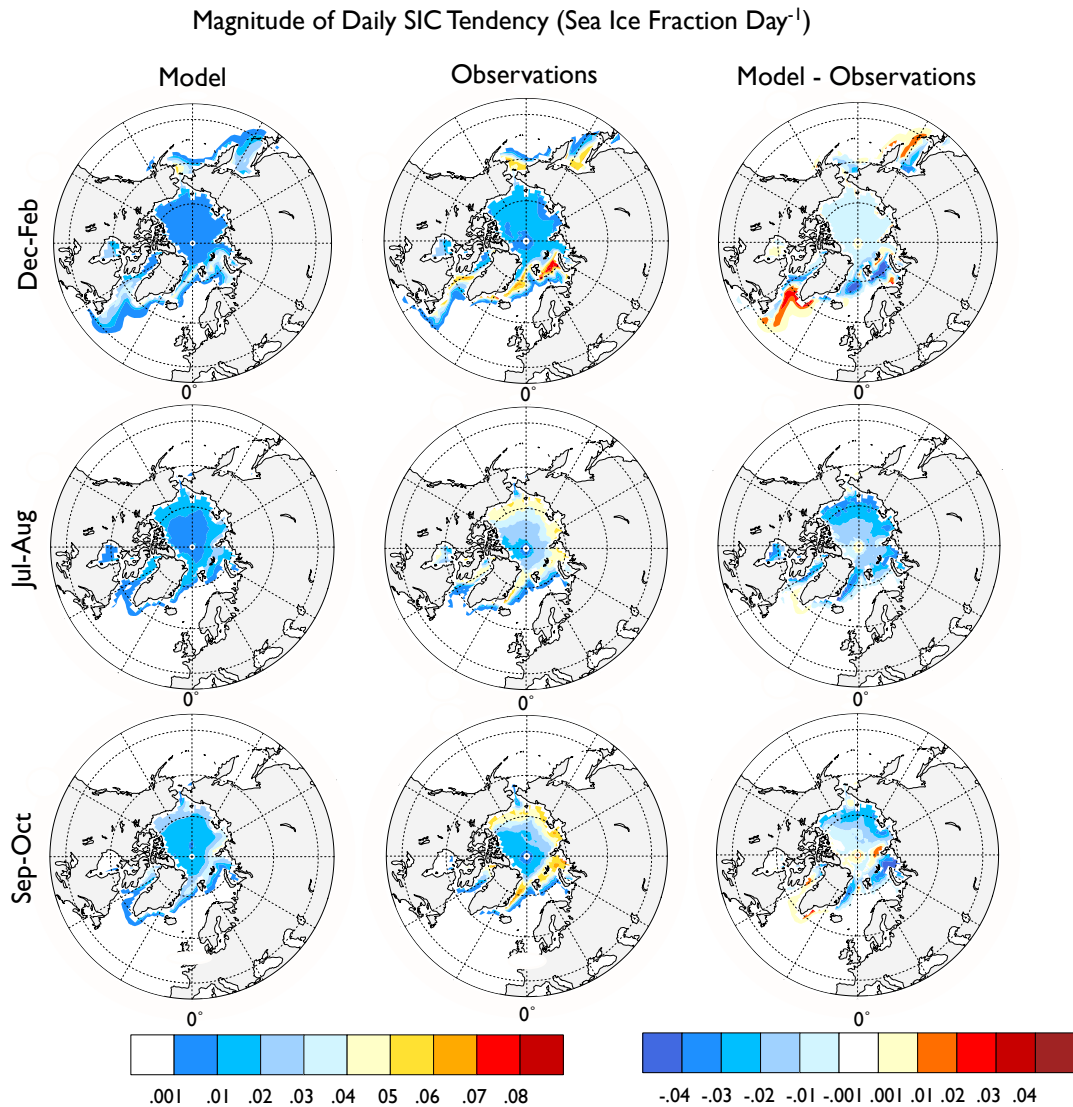 Magnitude of Daily SIC Tendency (Sea Ice Fraction Day-1)
Model
Observations
Model - Observations
Dec-Feb
0°
0°
0°
Jul-Aug
0°
0°
0°
Sep-Oct
0°
0°
0°
.001 .01 .02 .03 .04 05 .06 .07 .08
-.04 -.03 -.02 -.01 -.001 .001 .01 .02 .03 .04